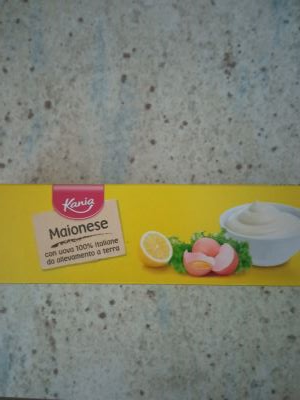 Kania
Maionese
con uova 100% italiane
da allevamento a terra